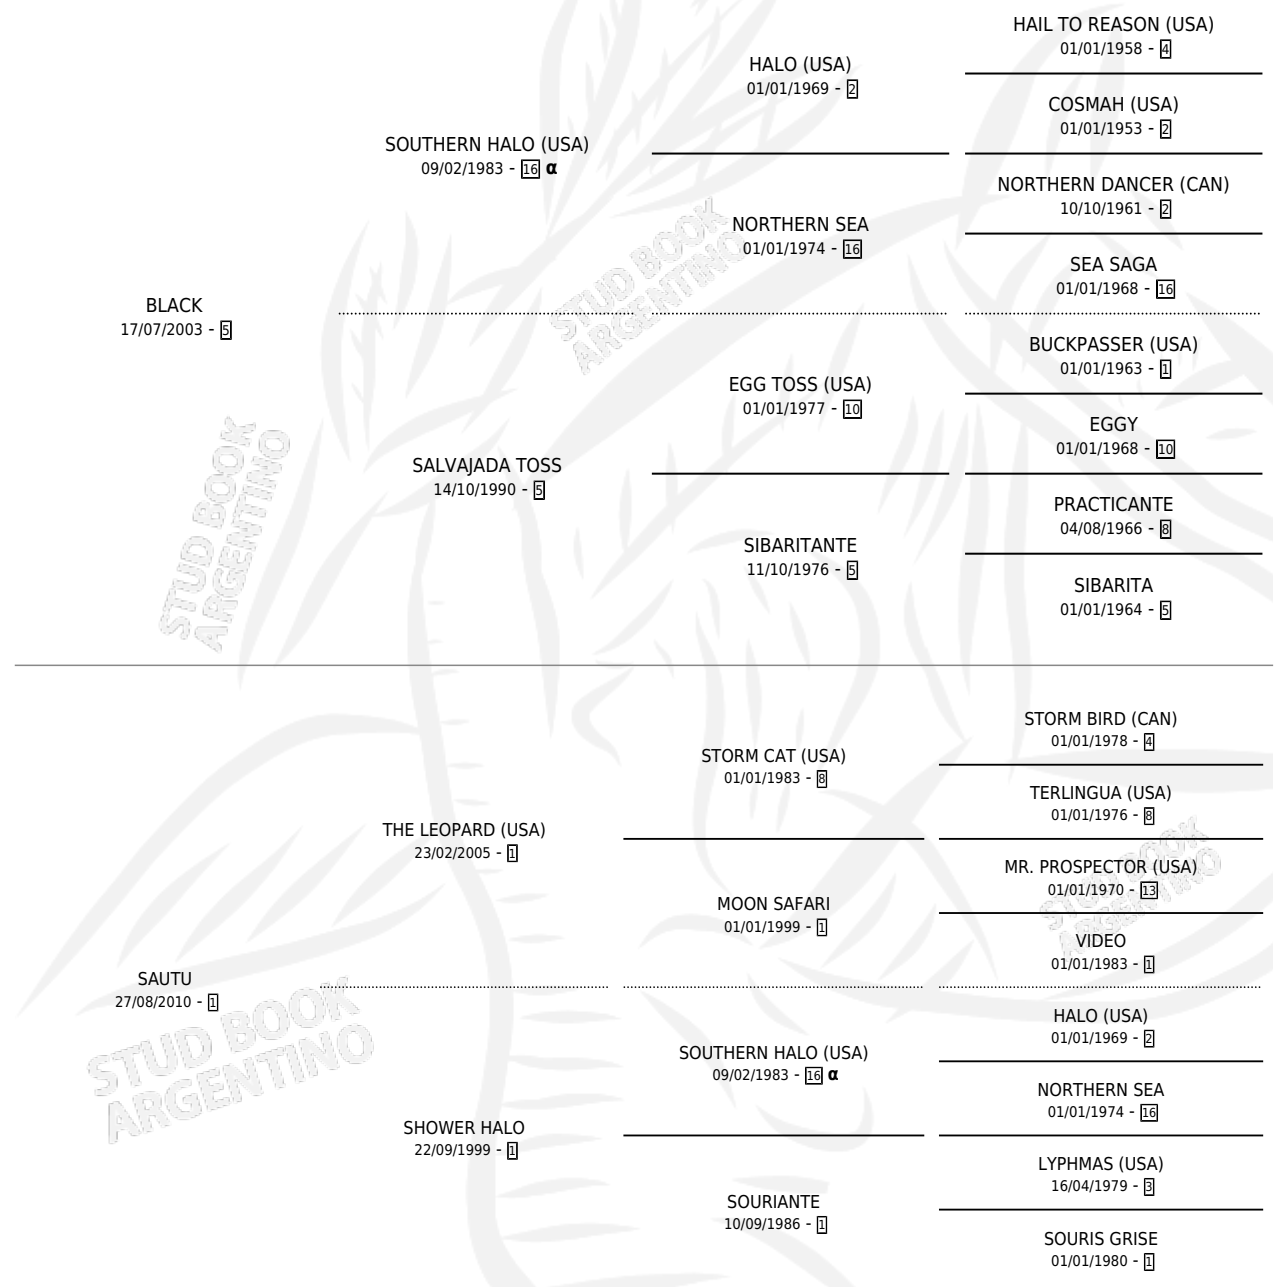 HAIL TO REASON (USA)
01/01/1958 - 4
HALO (USA)
01/01/1969 - 2
COSMAH (USA)
01/01/1953 - 2
SOUTHERN HALO (USA)
09/02/1983 - 16 α
NORTHERN DANCER (CAN)
10/10/1961 - 2
NORTHERN SEA
01/01/1974 - 16
SEA SAGA
01/01/1968 - 16
BLACK
17/07/2003 - 5
BUCKPASSER (USA)
01/01/1963 - 1
EGG TOSS (USA)
01/01/1977 - 10
EGGY
01/01/1968 - 10
SALVAJADA TOSS
14/10/1990 - 5
PRACTICANTE
04/08/1966 - 8
SIBARITANTE
11/10/1976 - 5
SIBARITA
01/01/1964 - 5
STUD BOOK
ARGENTINO
STUD BOOK
ARGENTINO
STORM BIRD (CAN)
01/01/1978 - 4
STORM CAT (USA)
01/01/1983 - 8
TERLINGUA (USA)
01/01/1976 - 8
THE LEOPARD (USA)
23/02/2005 - 1
MR. PROSPECTOR (USA)
01/01/1970 - 13
MOON SAFARI
01/01/1999 - 1
VIDEO
01/01/1983 - 1
SAUTU
27/08/2010 - 1
HALO (USA)
01/01/1969 - 2
SOUTHERN HALO (USA)
09/02/1983 - 16 α
NORTHERN SEA
01/01/1974 - 16
SHOWER HALO
22/09/1999 - 1
LYPHMAS (USA)
16/04/1979 - 3
SOURIANTE
10/09/1986 - 1
SOURIS GRISE
01/01/1980 - 1
STUD BOOK
ARGENTINO
STUD BOOK
ARGENTINO